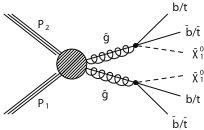 b/t
P₂
g̃
b̄/t̄
χ̃⁰₁
χ̃⁰₁
g̃
b/t
P₁
b̄/t̄